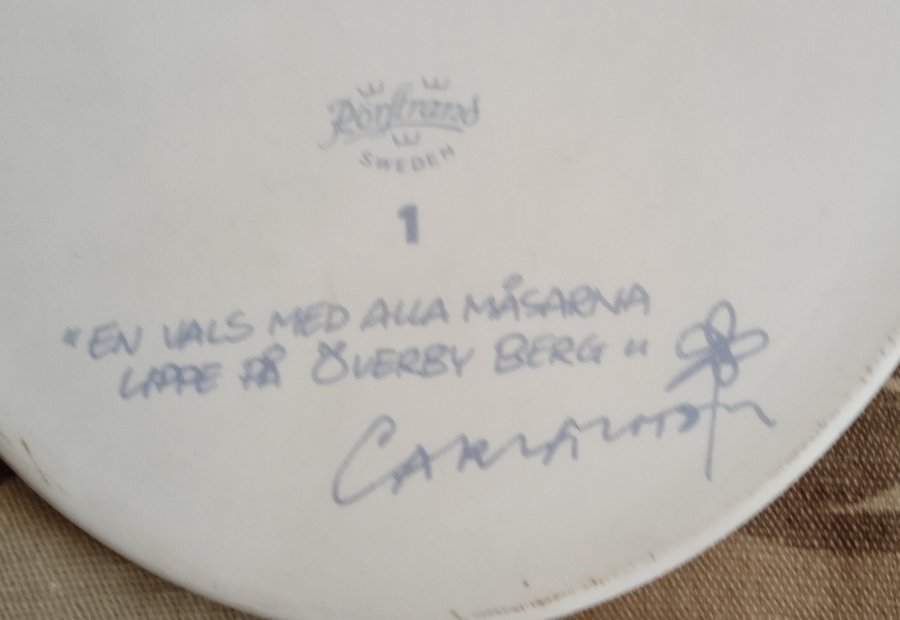 Rörstrand
SWEDEN
1
"EN VALS MED ALLA MÅSARNA
UPPE PÅ ÖVERBY BERG"